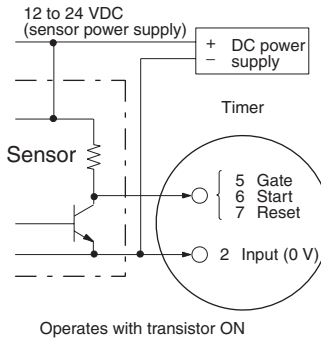 12 to 24 VDC
(sensor power supply)
+ DC power
− supply
Timer
Sensor
5 Gate
6 Start
7 Reset
2 Input (0 V)
Operates with transistor ON